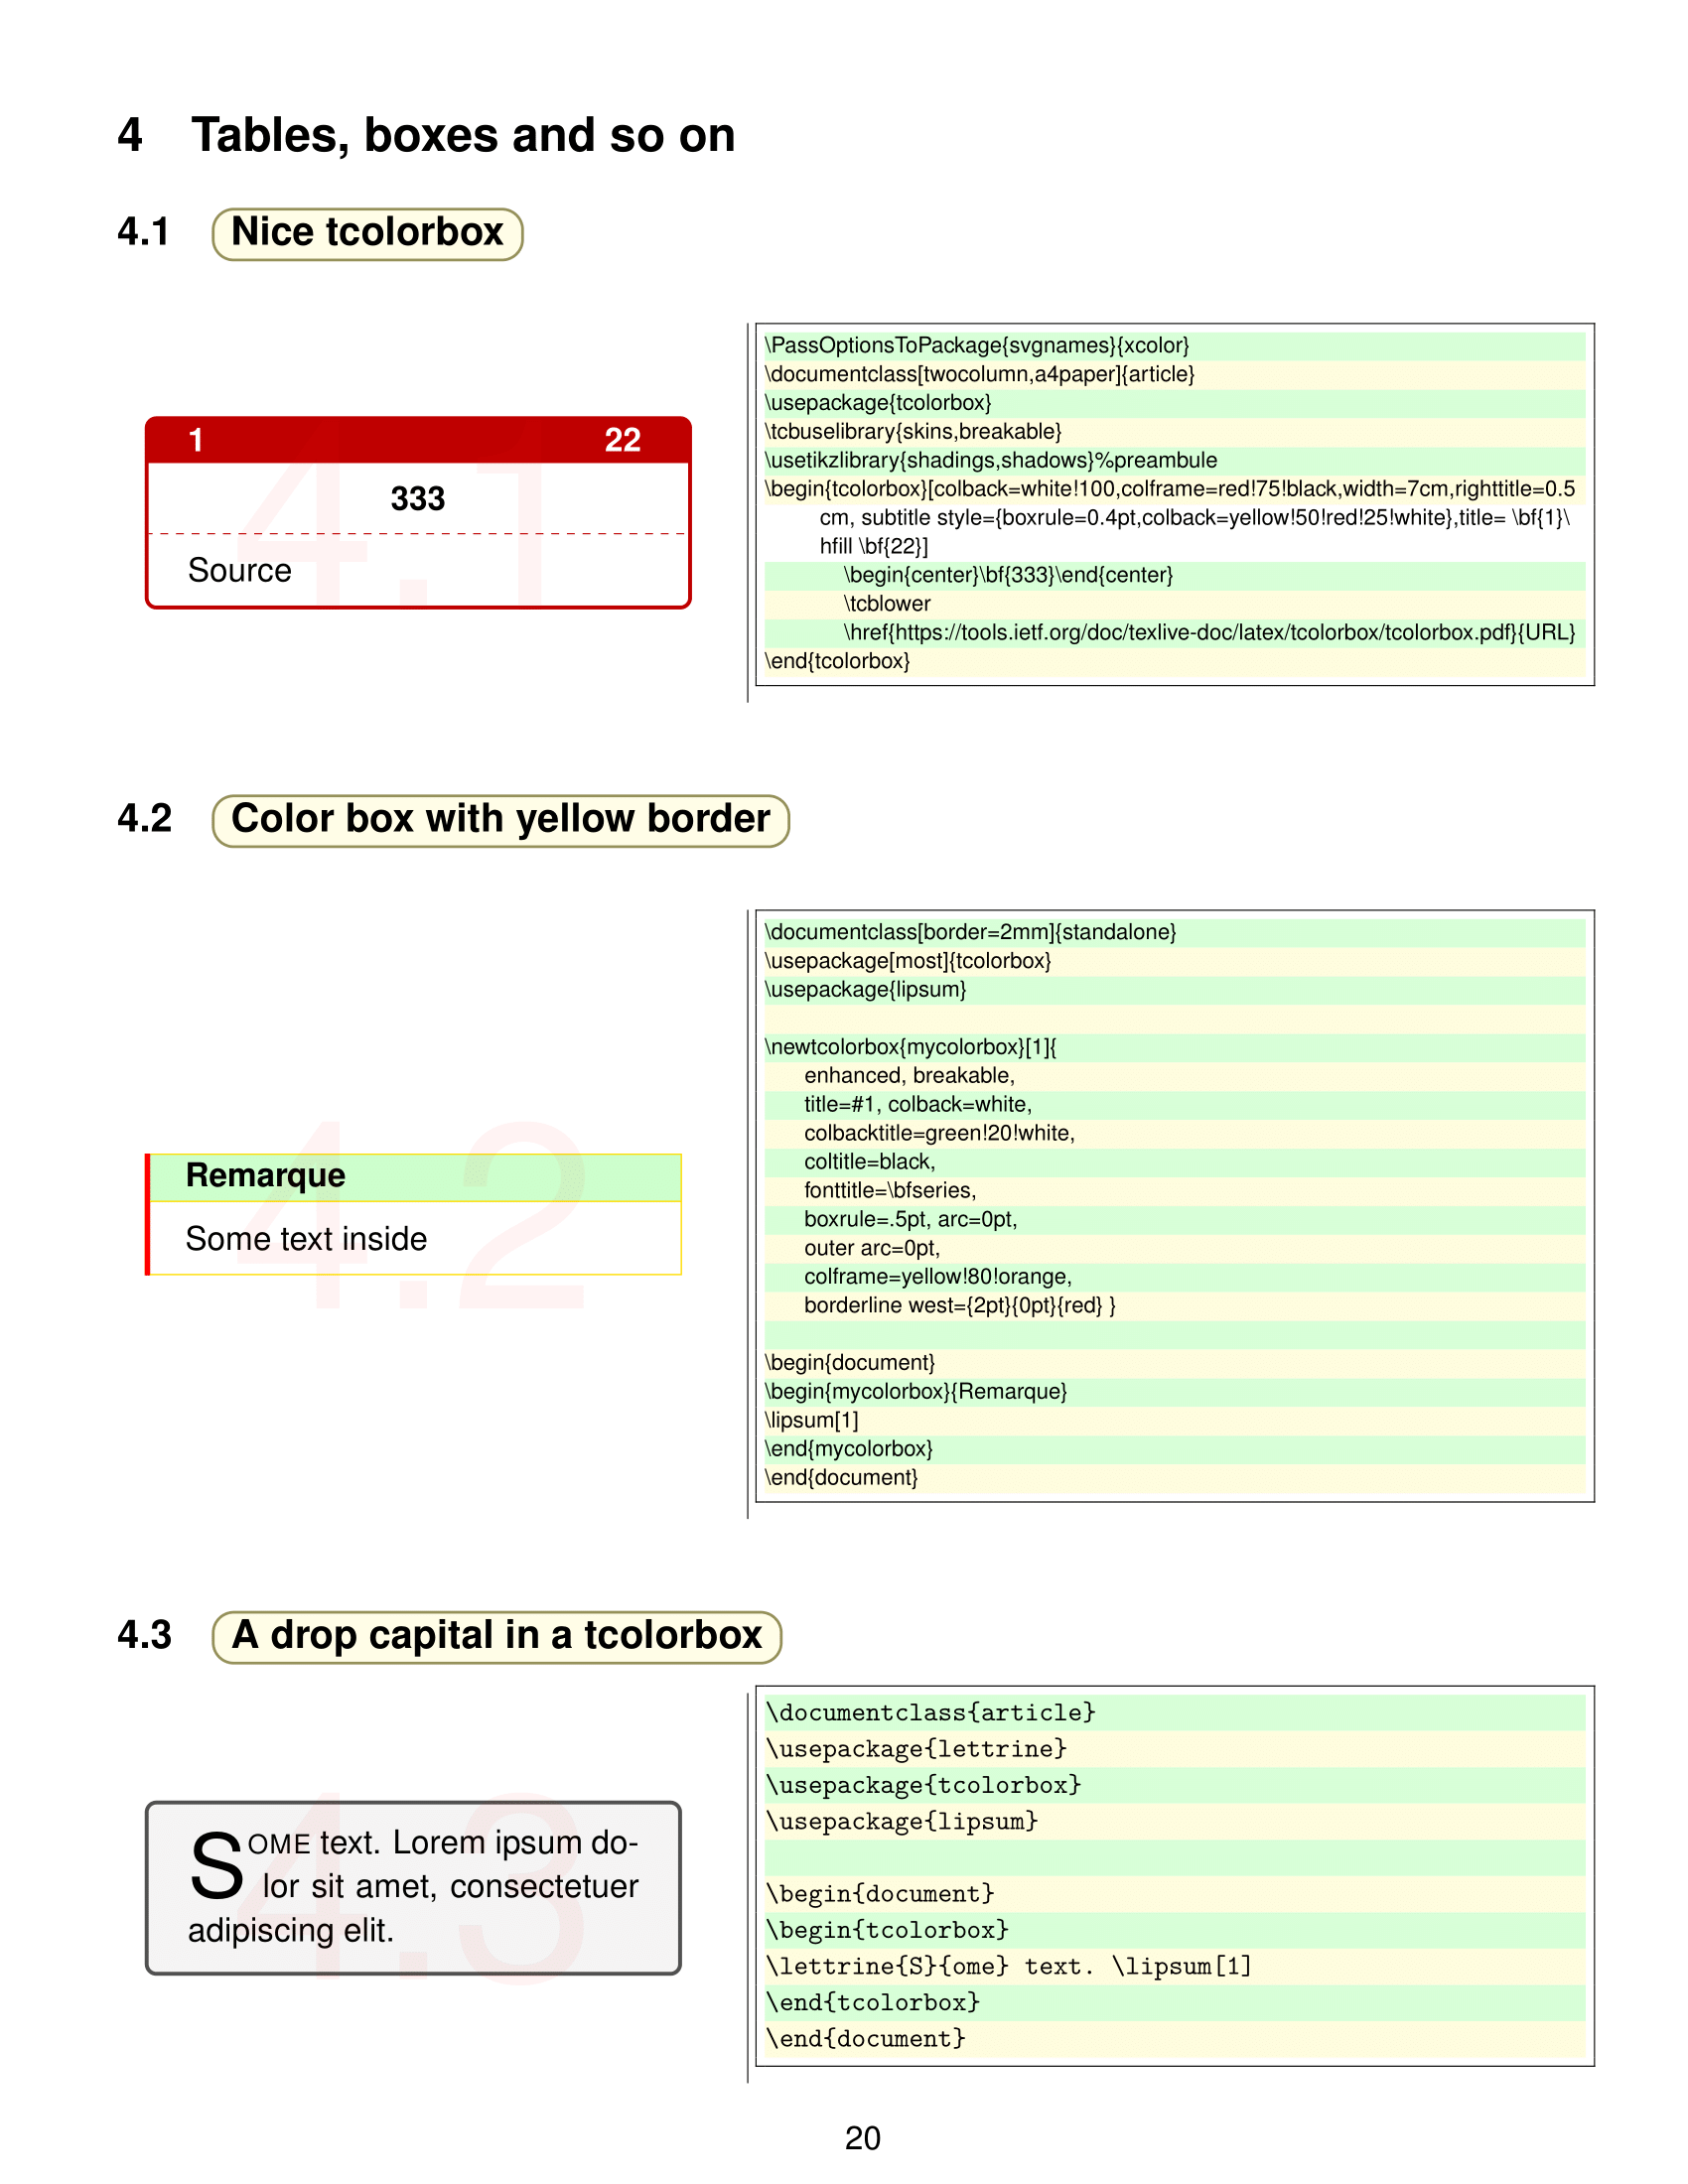 4 Tables, boxes and so on
4.1 Nice tcolorbox
4.1
1 22
333
Source
\PassOptionsToPackage{svgnames}{xcolor}
\documentclass[twocolumn,a4paper]{article}
\usepackage{tcolorbox}
\tcbuselibrary{skins,breakable}
\usetikzlibrary{shadings,shadows}%preambule
\begin{tcolorbox}[colback=white!100,colframe=red!75!black,width=7cm,righttitle=0.5
cm, subtitle style={boxrule=0.4pt,colback=yellow!50!red!25!white},title= \bf{1}\
hfill \bf{22}]
\begin{center}\bf{333}\end{center}
\tcblower
\href{https://tools.ietf.org/doc/texlive-doc/latex/tcolorbox/tcolorbox.pdf}{URL}
\end{tcolorbox}
4.2 Color box with yellow border
4.2
Remarque
Some text inside
\documentclass[border=2mm]{standalone}
\usepackage[most]{tcolorbox}
\usepackage{lipsum}
\newtcolorbox{mycolorbox}[1]{
enhanced, breakable,
title=#1, colback=white,
colbacktitle=green!20!white,
coltitle=black,
fonttitle=\bfseries,
boxrule=.5pt, arc=0pt,
outer arc=0pt,
colframe=yellow!80!orange,
borderline west={2pt}{0pt}{red} }
\begin{document}
\begin{mycolorbox}{Remarque}
\lipsum[1]
\end{mycolorbox}
\end{document}
4.3 A drop capital in a tcolorbox
4.3
SOME text. Lorem ipsum do-
lor sit amet, consectetuer
adipiscing elit.
\documentclass{article}
\usepackage{lettrine}
\usepackage{tcolorbox}
\usepackage{lipsum}
\begin{document}
\begin{tcolorbox}
\lettrine{S}{ome} text. \lipsum[1]
\end{tcolorbox}
\end{document}
20